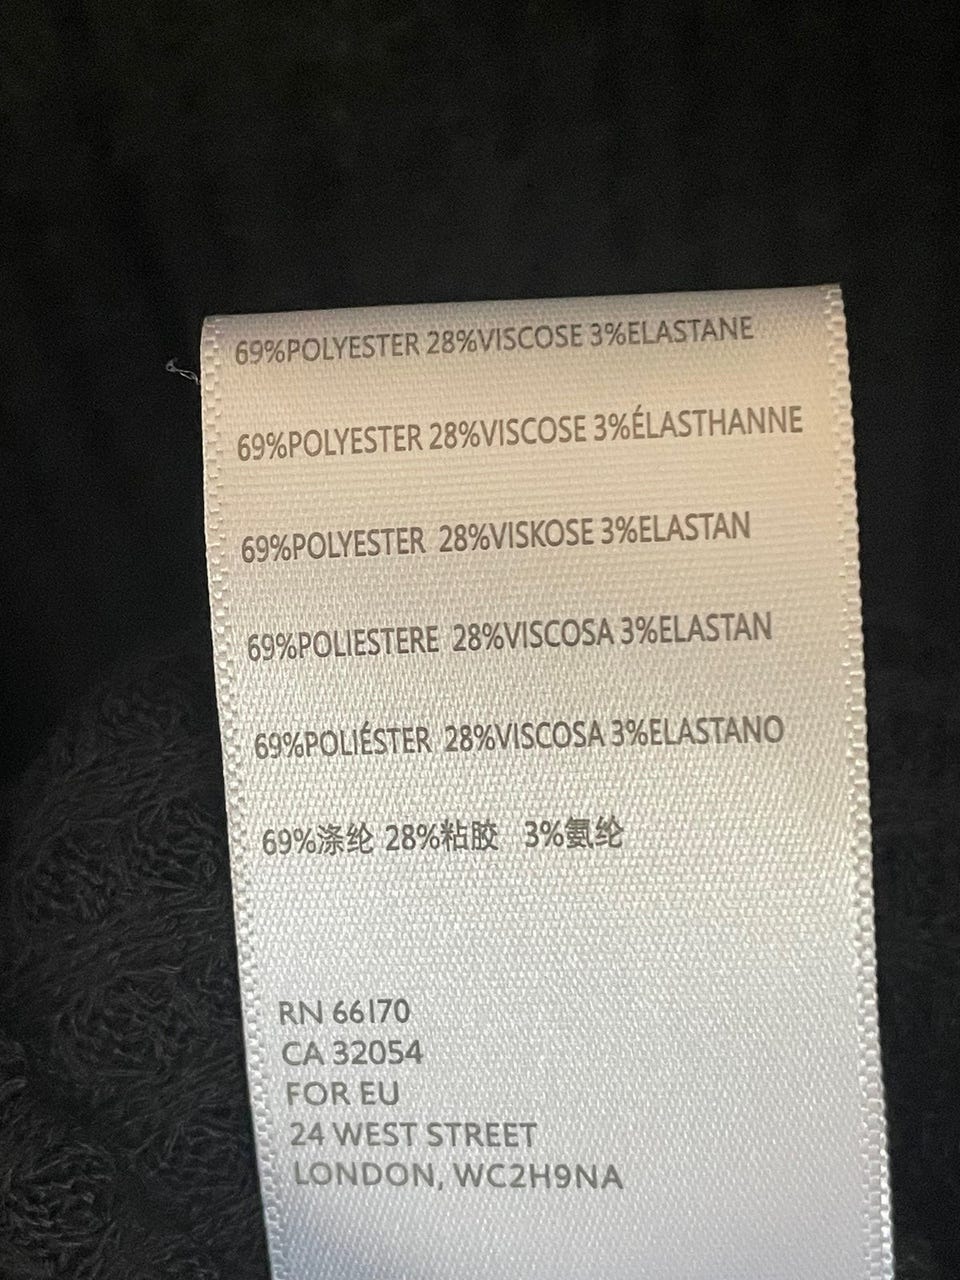 69%POLYESTER 28%VISCOSE 3%ELASTANE
69%POLYESTER 28%VISCOSE 3%ÉLASTHANNE
69%POLYESTER 28%VISKOSE 3%ELASTAN
69%POLIESTERE 28%VISCOSA 3%ELASTAN
69%POLIÉSTER 28%VISCOSA 3%ELASTANO
69%涤纶 28%粘胶 3%氨纶
RN 66170
CA 32054
FOR EU
24 WEST STREET
LONDON, WC2H9NA